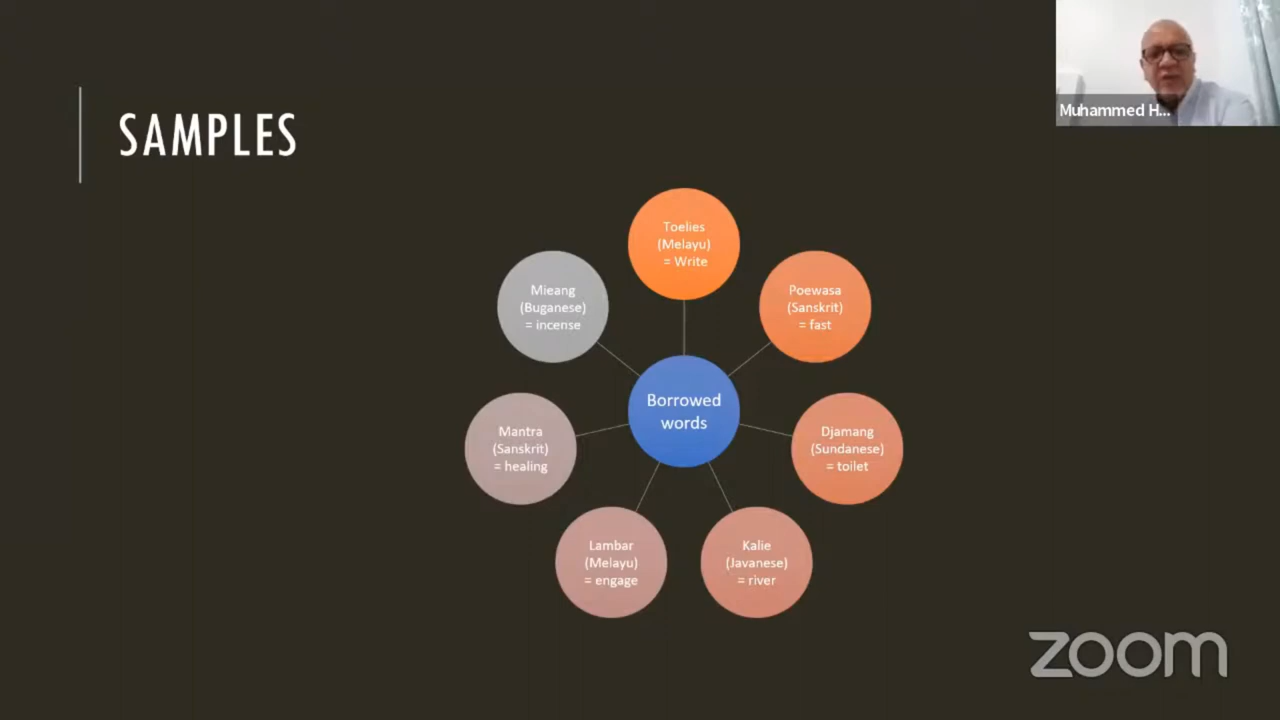 SAMPLES
Muhammed H...
Toelies
(Melayu)
= Write
Poewasa
(Sanskrit)
= fast
Djamang
(Sundanese)
= toilet
Kalie
(Javanese)
= river
Lambar
(Melayu)
= engage
Mantra
(Sanskrit)
= healing
Mieang
(Buganese)
= incense
Borrowed
words
zoom